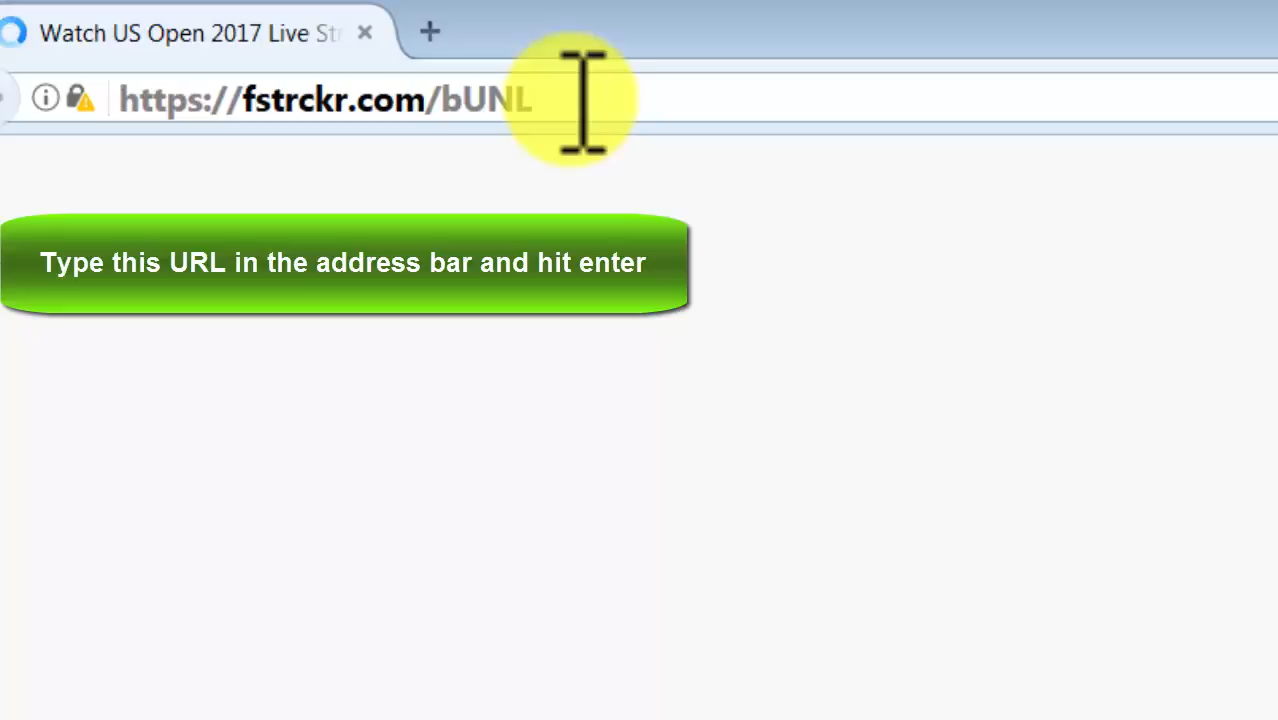 Watch US Open 2017 Live Str
https://fstrckr.com/bUNL
Type this URL in the address bar and hit enter